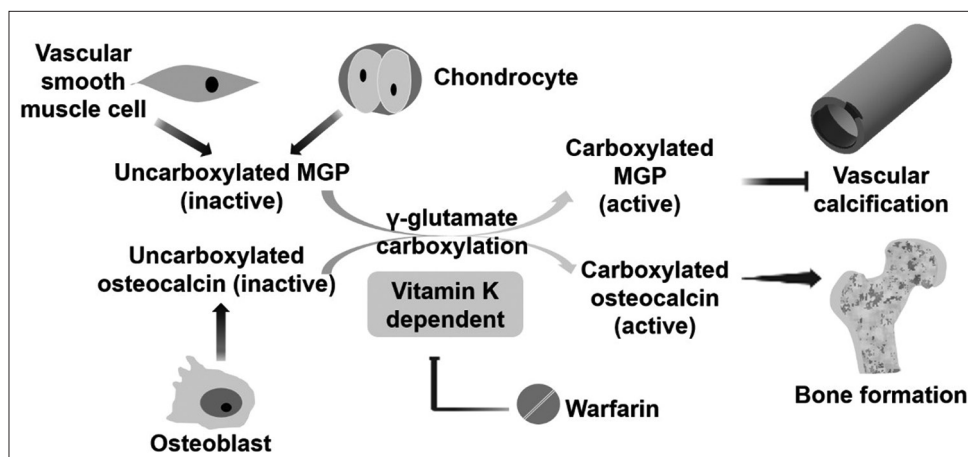 Vascular
smooth
muscle cell
Chondrocyte
Uncarboxylated MGP
(inactive)
Carboxylated
MGP
(active)
Vascular
calcification
γ-glutamate
carboxylation
Uncarboxylated
osteocalcin (inactive)
Vitamin K
dependent
Carboxylated
osteocalcin
(active)
Bone formation
Warfarin
Osteoblast